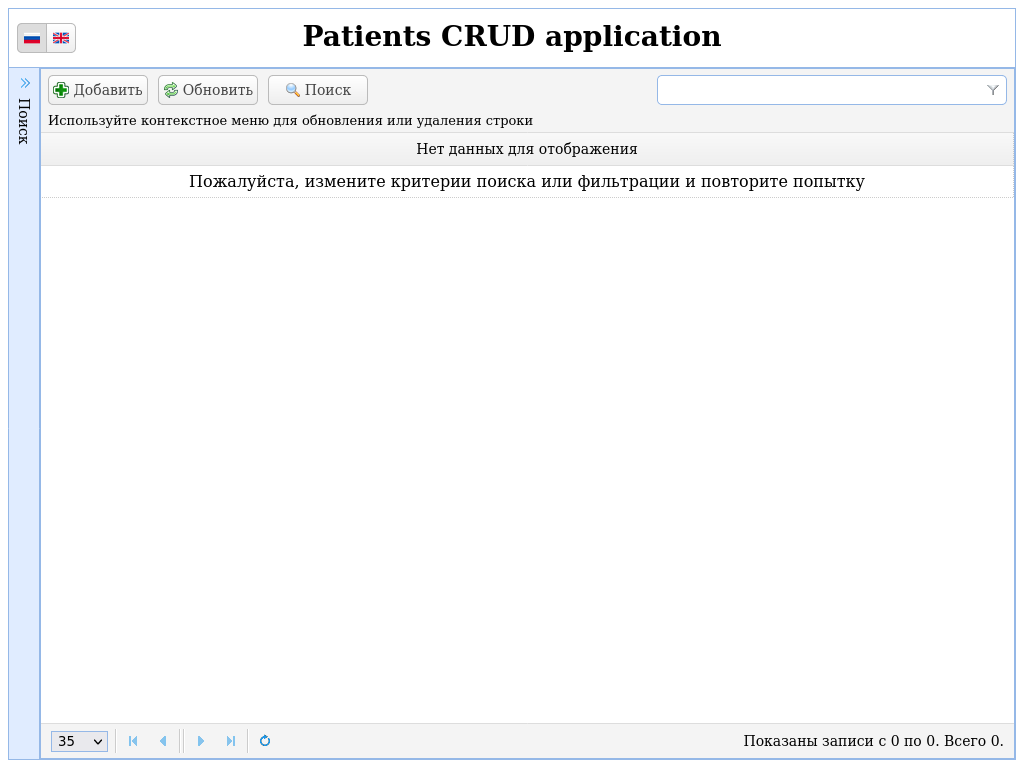 Patients CRUD application
Поиск
Добавить
Обновить
Поиск
Используйте контекстное меню для обновления или удаления строки
Нет данных для отображения
Пожалуйста, измените критерии поиска или фильтрации и повторите попытку
35
Показаны записи с 0 по 0. Всего 0.